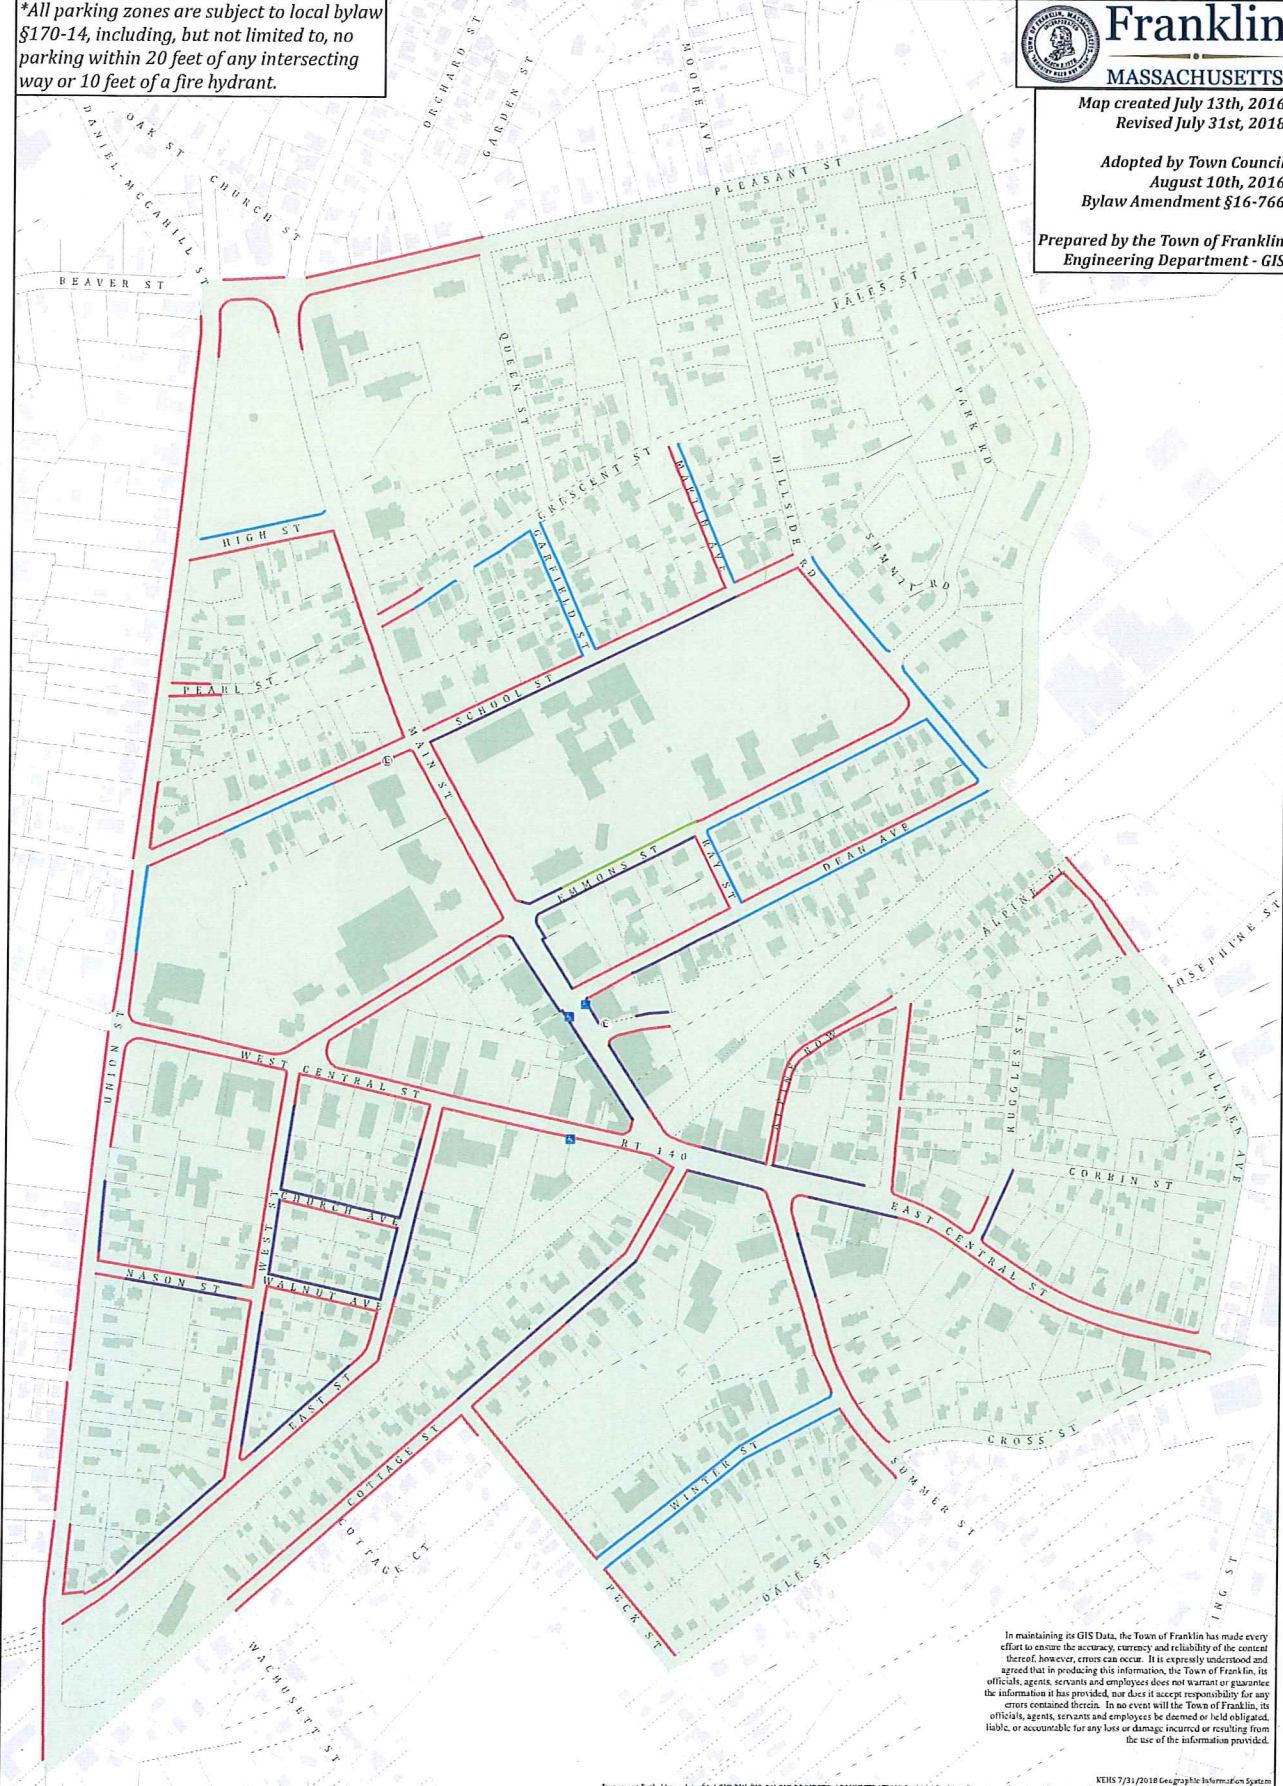 *All parking zones are subject to local bylaw
§170-14, including, but not limited to, no
parking within 20 feet of any intersecting
way or 10 feet of a fire hydrant.
Franklin
MASSACHUSETTS
Map created July 13th, 2016
Revised July 31st, 2018
Adopted by Town Council
August 10th, 2016
Bylaw Amendment §16-766
Prepared by the Town of Franklin
Engineering Department - GIS
ORCHARD ST
GARDEN ST
MOORE AVE
OAK ST
DANIEL-MCCAHILL ST
CHURCH ST
PLEASANT ST
BEAVER ST
FALES ST
QUEEN ST
PARK RD
CRESCENT ST
MARTIN AVE
HILLSIDE RD
HIGH ST
GARFIELD ST
SUMMIT RD
PEARL ST
SCHOOL ST
MAIN ST
EMMONS ST
RAY ST
DEAN AVE
ALPINE PL
JOSEPHINE ST
UNION ST
WEST CENTRAL ST
ALPINE ROW
RUGGLES ST
MILLIKEN AVE
RT 140
CORBIN ST
CHURCH AVE
WEST ST
EAST CENTRAL ST
NASON ST
WALNUT AVE
EAST ST
CROSS ST
COTTAGE ST
WINTER ST
SUMMER ST
COTTAGE CT
DALE ST
PECK ST
ING ST
WACHUSETT ST
In maintaining its GIS Data, the Town of Franklin has made every
effort to ensure the accuracy, currency and reliability of the content
thereof, however, errors can occur. It is expressly understood and
agreed that in producing this information, the Town of Franklin, its
officials, agents, servants and employees does not warrant or guarantee
the information it has provided, nor does it accept responsibility for any
errors contained therein. In no event will the Town of Franklin, its
officials, agents, servants and employees be deemed or held obligated,
liable, or accountable for any loss or damage incurred or resulting from
the use of the information provided.
KEHS 7/31/2018 Geographic Information System